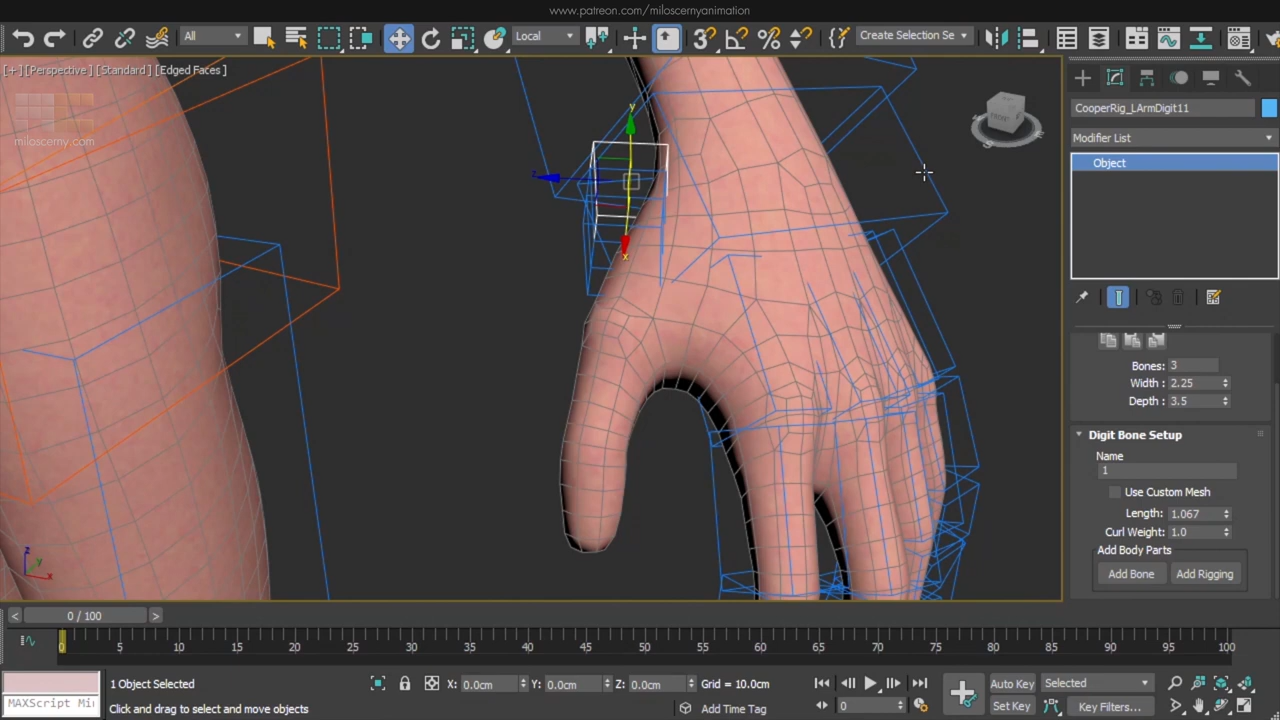 www.patreon.com/miloscernyanimation
All
Local
3
%
Create Selection Se
[+] [Perspective] [Standard] [Edged Faces]
miloscerny.com
FRONT
y
z
x
CooperRig_LArmDigit11
Modifier List
Object
Bones: 3
Width : 2.25
Depth : 3.5
Digit Bone Setup
Name
1
Use Custom Mesh
Length: 1.067
Curl Weight: 1.0
Add Body Parts
Add Bone
Add Rigging
z
y
x
< 0 / 100 >
0 5 10 15 20 25 30 35 40 45 50 55 60 65 70 75 80 85 90 95 100
1 Object Selected
X: 0.0cm
Y: 0.0cm
Z: 0.0cm
Grid = 10.0cm
Auto Key
Selected
MAXScript Mi
Click and drag to select and move objects
Add Time Tag
0
Set Key
Key Filters...